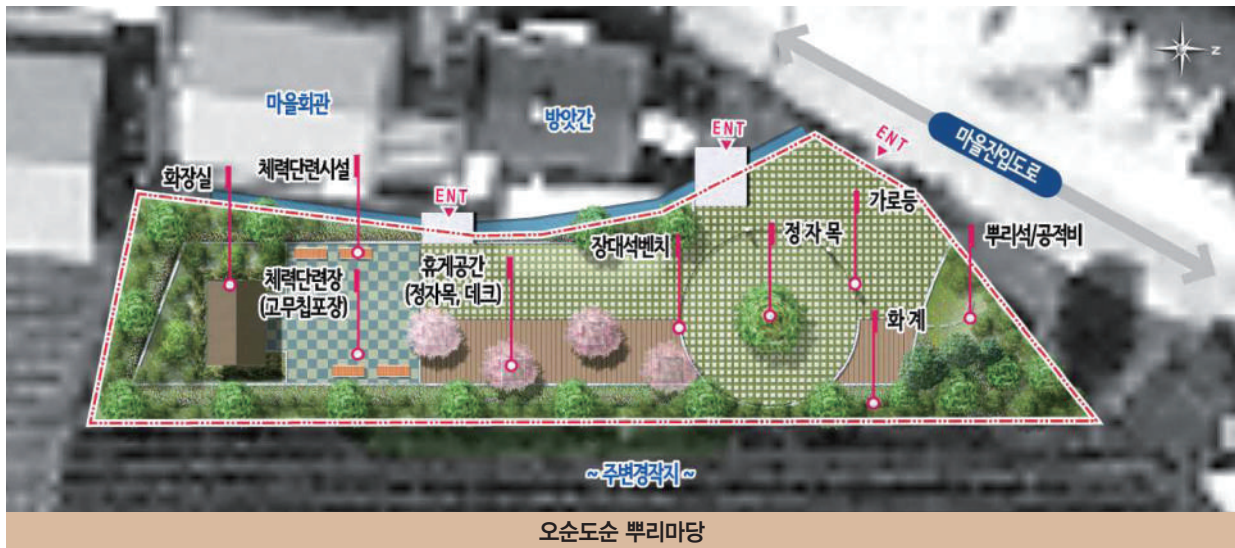 마을회관
방앗간
마을진입도로
z
ENT
ENT
ENT
화장실
체력단련시설
가로등
체력단련장
(고무칩포장)
휴게공간
(정자목, 데크)
장대석벤치
정자목
뿌리석/공적비
화계
~ 주변경작지 ~
오순도순 뿌리마당